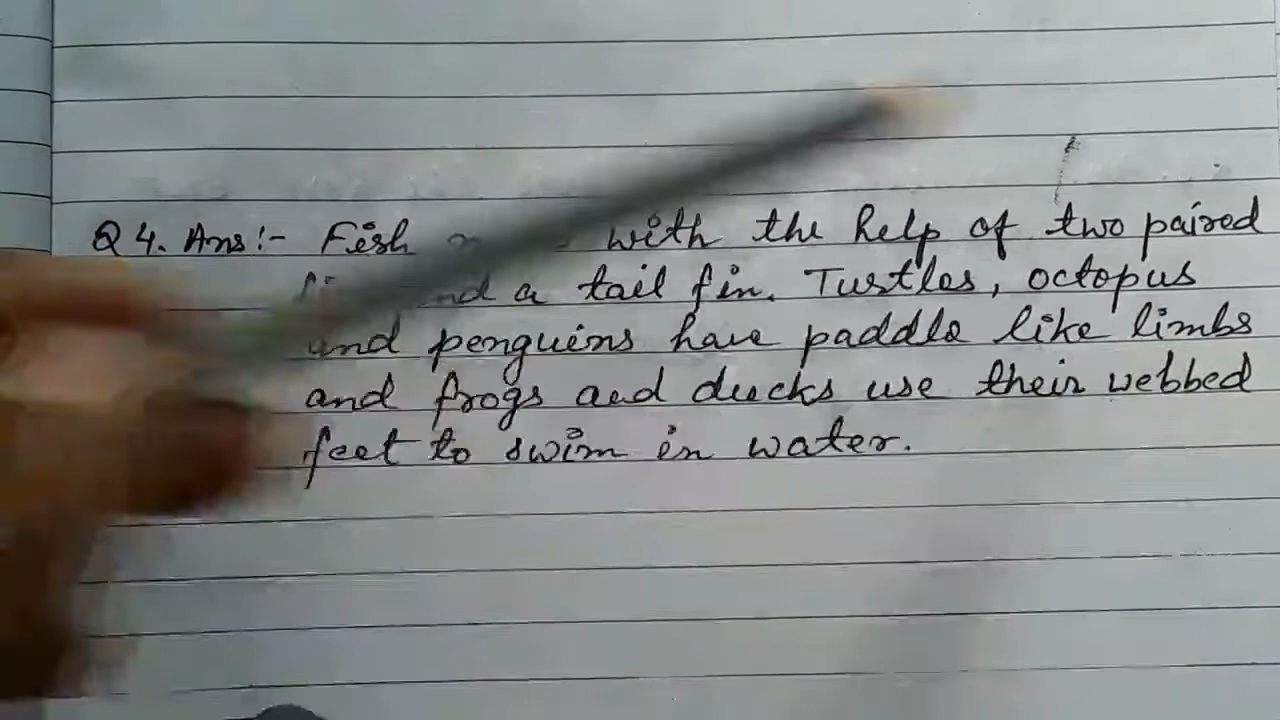 Q4. Ans:- Fish with the help of two paired
a tail fin. Turtles, octopus
and penguins have paddle like limbs
and frogs and ducks use their webbed
feet to swim in water.